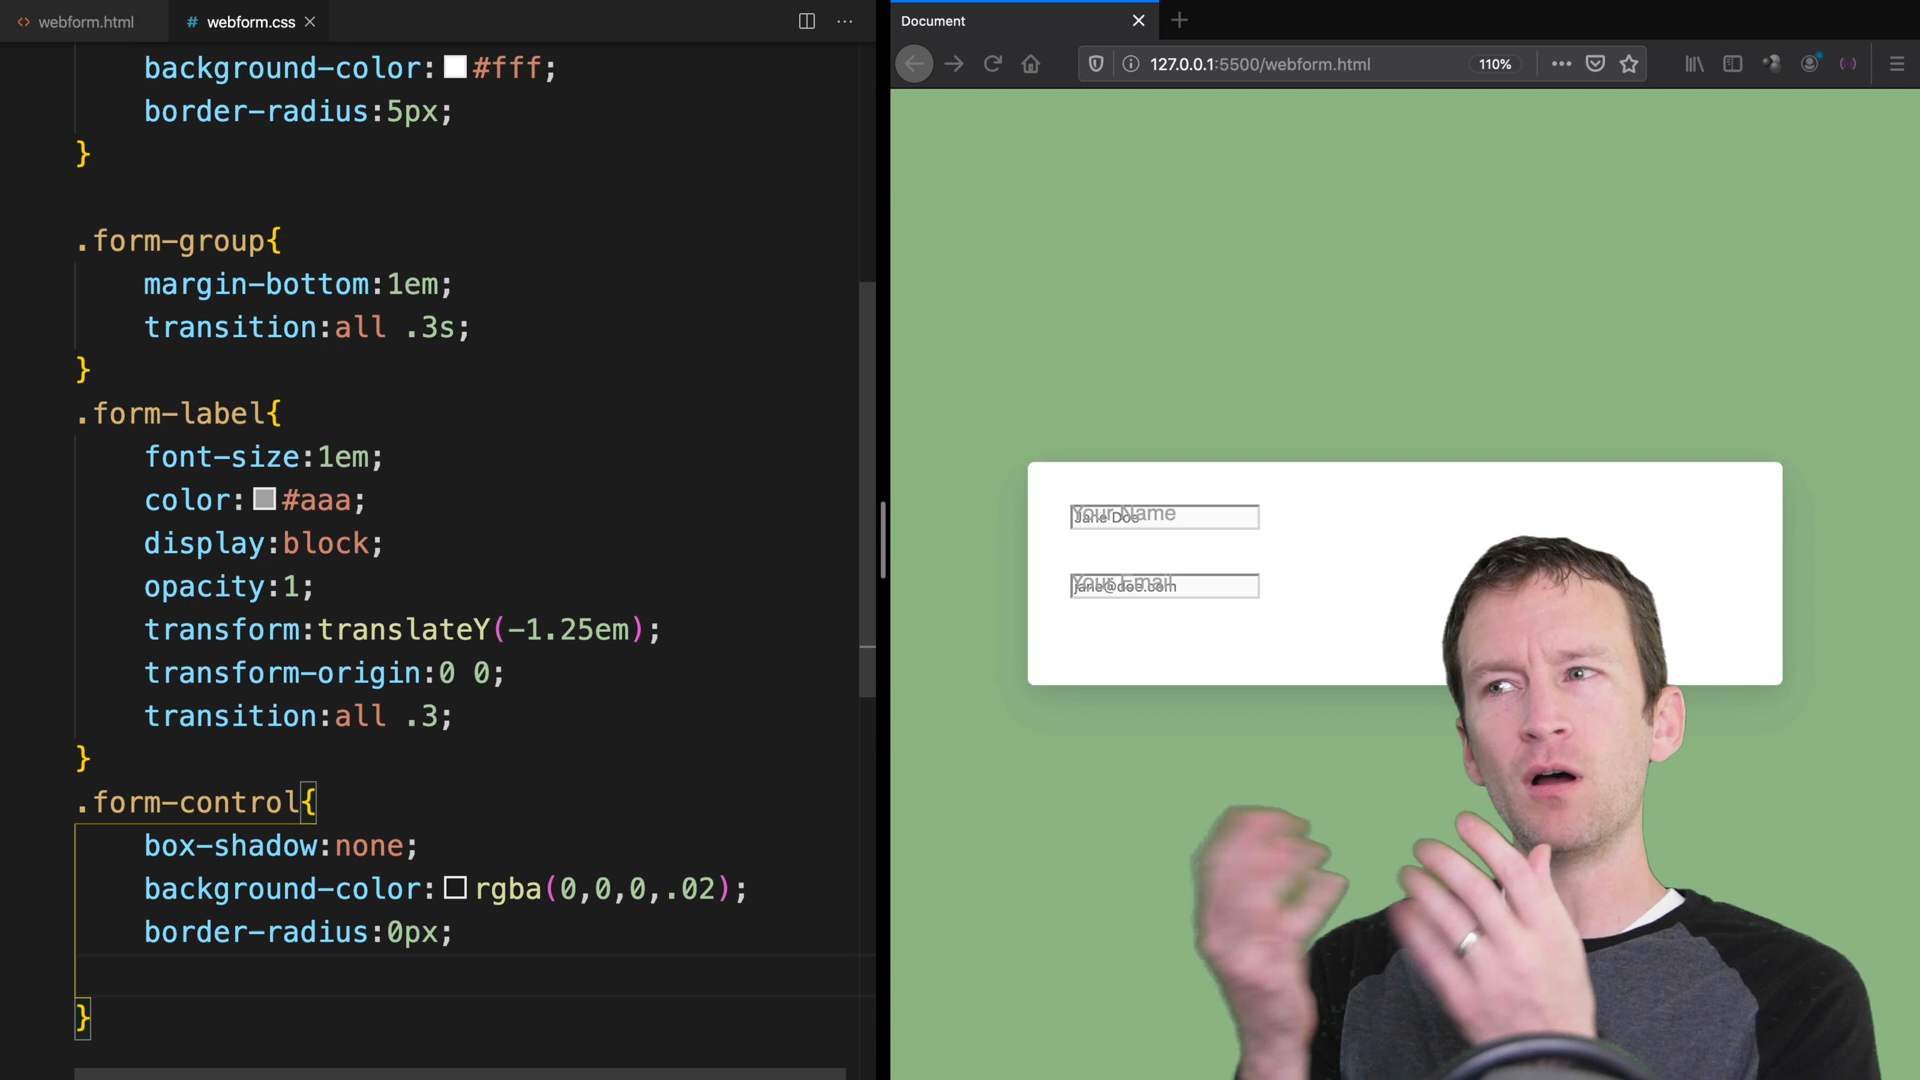 webform.html
# webform.css
background-color: #fff;
border-radius:5px;
}
.form-group{
margin-bottom:1em;
transition:all .3s;
}
.form-label{
font-size:1em;
color: #aaa;
display:block;
opacity:1;
transform:translateY(-1.25em);
transform-origin:0 0;
transition:all .3;
}
.form-control{
box-shadow:none;
background-color: rgba(0,0,0,.02);
border-radius:0px;
}
Document
127.0.0.1:5500/webform.html
110%
Your Name
Jane Doe
Your Email
jane@doe.com